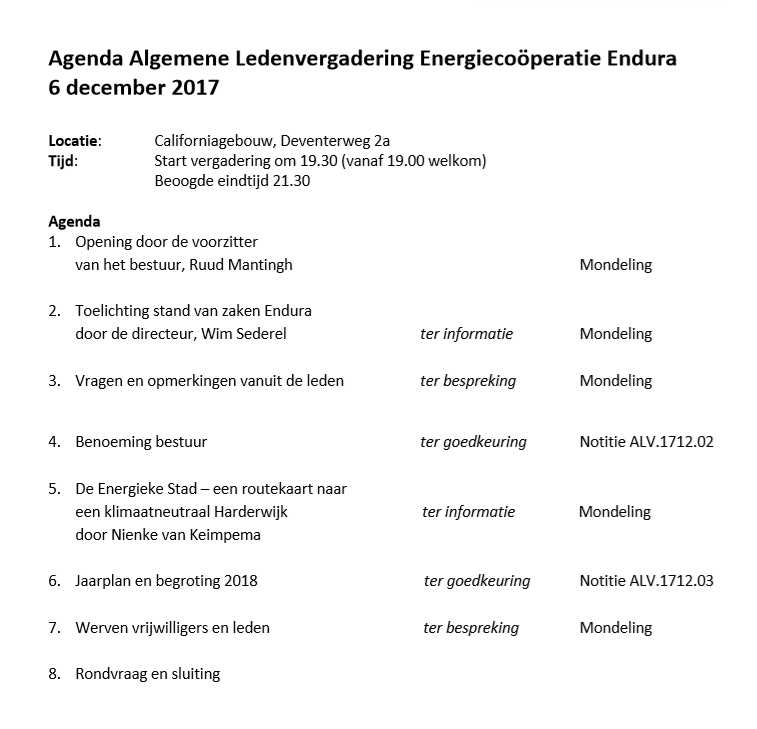 Agenda Algemene Ledenvergadering Energiecoöperatie Endura
6 december 2017
Locatie: Californiagebouw, Deventerweg 2a
Tijd: Start vergadering om 19.30 (vanaf 19.00 welkom)
Beoogde eindtijd 21.30
Agenda
1. Opening door de voorzitter
van het bestuur, Ruud Mantingh Mondeling
2. Toelichting stand van zaken Endura
door de directeur, Wim Sederel ter informatie Mondeling
3. Vragen en opmerkingen vanuit de leden ter bespreking Mondeling
4. Benoeming bestuur ter goedkeuring Notitie ALV.1712.02
5. De Energieke Stad – een routekaart naar
een klimaatneutraal Harderwijk ter informatie Mondeling
door Nienke van Keimpema
6. Jaarplan en begroting 2018 ter goedkeuring Notitie ALV.1712.03
7. Werven vrijwilligers en leden ter bespreking Mondeling
8. Rondvraag en sluiting